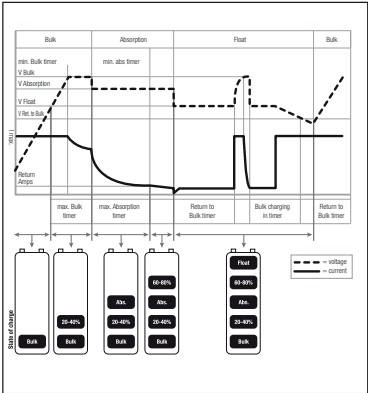 Bulk Absorption Float Bulk
min. Bulk timer min. abs timer
V Bulk
V Absorption
V Float
V Ret. to Bulk
I max.
Return
Amps
max. Bulk
timer
max. Absorption
timer
Return to
Bulk timer
Bulk charging
in timer
Return to
Bulk timer
State of charge
Bulk
20-40%
Bulk
Abs.
20-40%
Bulk
60-80%
Abs.
20-40%
Bulk
Float
60-80%
Abs.
20-40%
Bulk
= voltage
= current